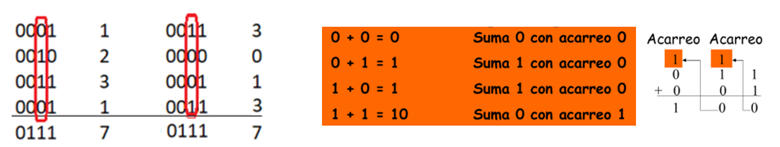 0001 1 0011 3
0010 2 0000 0
0011 3 0001 1
0001 1 0011 3
0111 7 0111 7
0 + 0 = 0 Suma 0 con acarreo 0
0 + 1 = 1 Suma 1 con acarreo 0
1 + 0 = 1 Suma 1 con acarreo 0
1 + 1 = 10 Suma 0 con acarreo 1
Acarreo Acarreo
1 1
0 1 1
+ 0 0 1
1 0 0